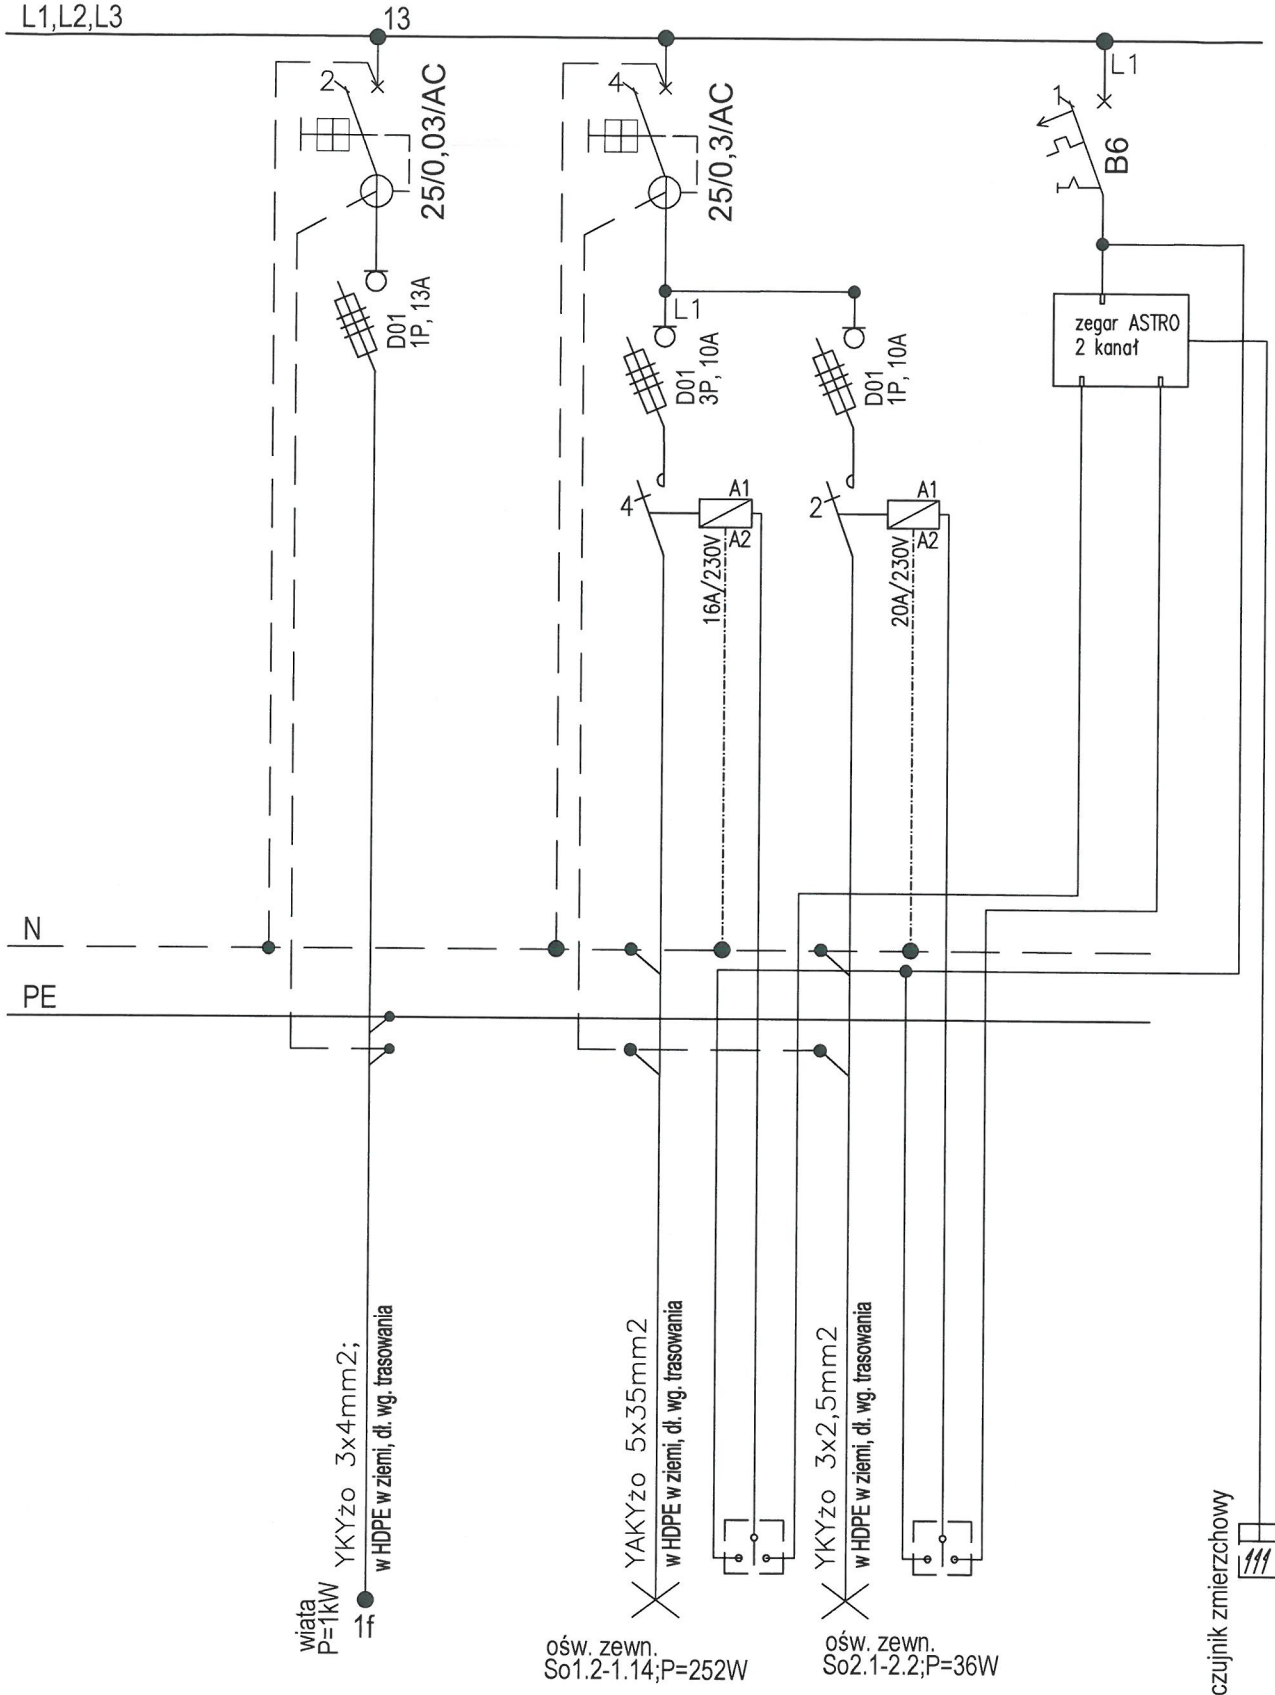 L1,L2,L3
13
2
25/0,03/AC
4
25/0,3/AC
L1
1
B6
D01
1P, 13A
L1
D01
3P, 10A
D01
1P, 10A
zegar ASTRO
2 kanał
4
A1
A2
16A/230V
2
A1
A2
20A/230V
N
PE
YKYżo 3x4mm2;
w HDPE w ziemi, dł. wg. trasowania
YAKYżo 5x35mm2
w HDPE w ziemi, dł. wg. trasowania
YKYżo 3x2,5mm2
w HDPE w ziemi, dł. wg. trasowania
wiata
P=1kW
1f
ośw. zewn.
So1.2-1.14;P=252W
ośw. zewn.
So2.1-2.2;P=36W
czujnik zmierzchowy